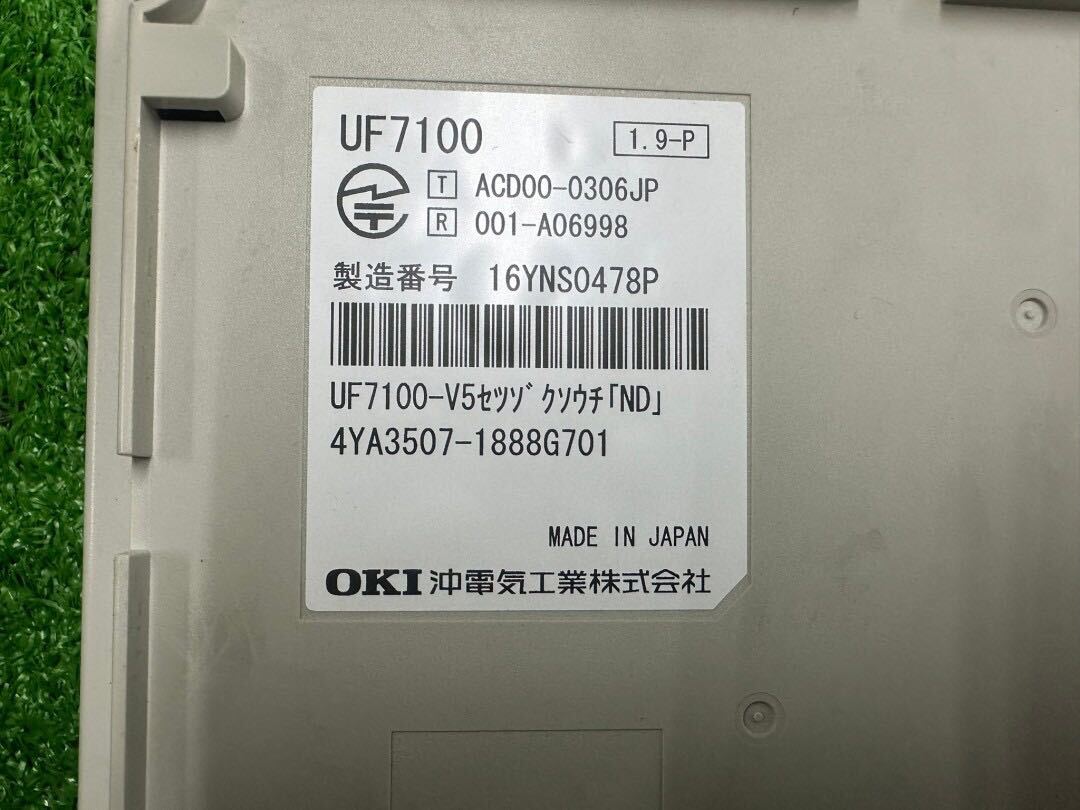 UF7100
1.9-P
T ACD00-0306JP
R 001-A06998
製造番号 16YNS0478P
UF7100-V5ｾﾂｿﾞｸｿｳﾁ｢ND｣
4YA3507-1888G701
MADE IN JAPAN
OKI 沖電気工業株式会社